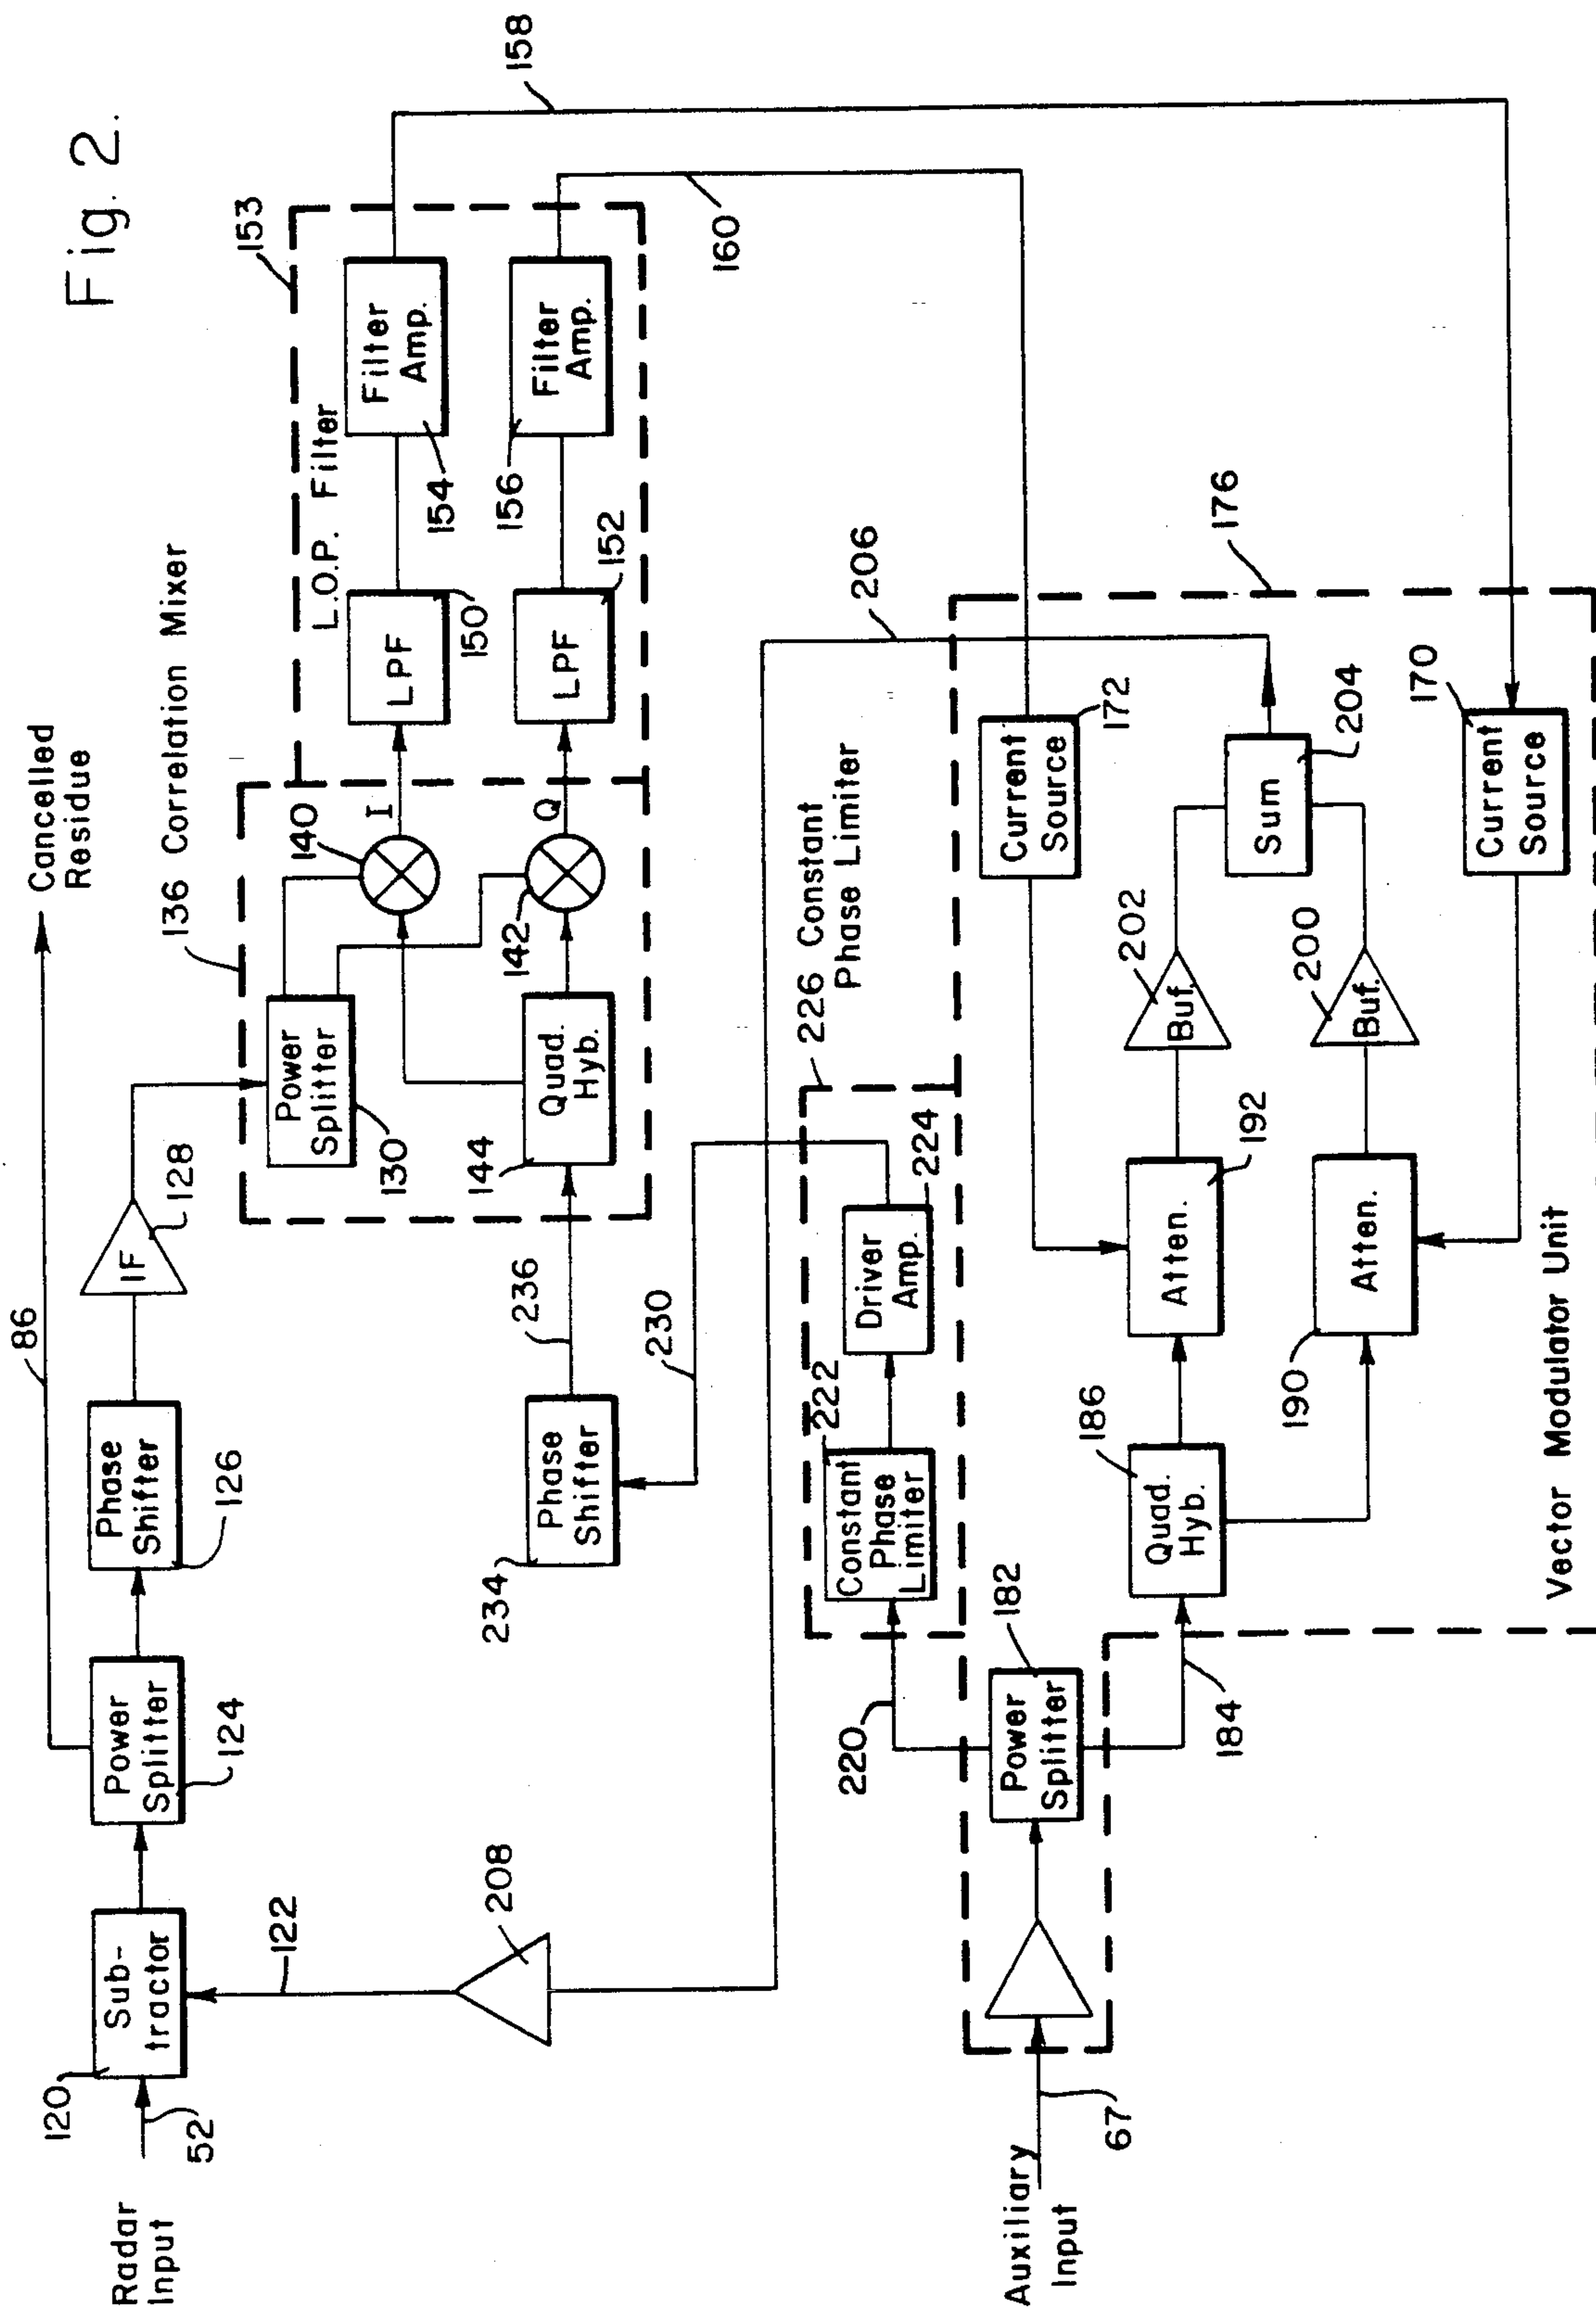 Fig. 2.
86
Cancelled
Residue
136 Correlation Mixer
153
158
Radar
Input
52
120
Sub-
tractor
122
208
Power
Splitter
124
Phase
Shifter
126
IF
128
Power
Splitter
130
140
I
142
Q
144
Quad.
Hyb.
L.O.P. Filter
LPF
150
LPF
152
Filter
Amp.
154
Filter
Amp.
156
160
234
Phase
Shifter
236
230
206
226 Constant
Phase Limiter
222
Constant
Phase
Limiter
Driver
Amp.
224
220
Auxiliary
Input
67
Power
Splitter
182
184
186
Quad.
Hyb.
Atten.
192
190
Atten.
202
Buf.
200
Buf.
Current
Source
172
Sum
204
170
Current
Source
176
Vector Modulator Unit